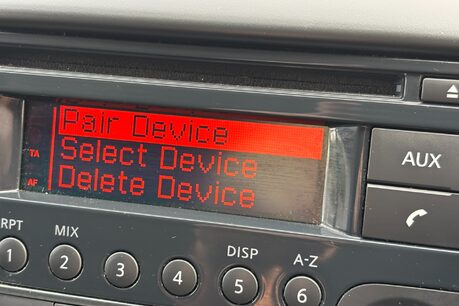 Pair Device
TA Select Device
AF Delete Device
AUX
RPT MIX DISP A-Z
1 2 3 4 5 6